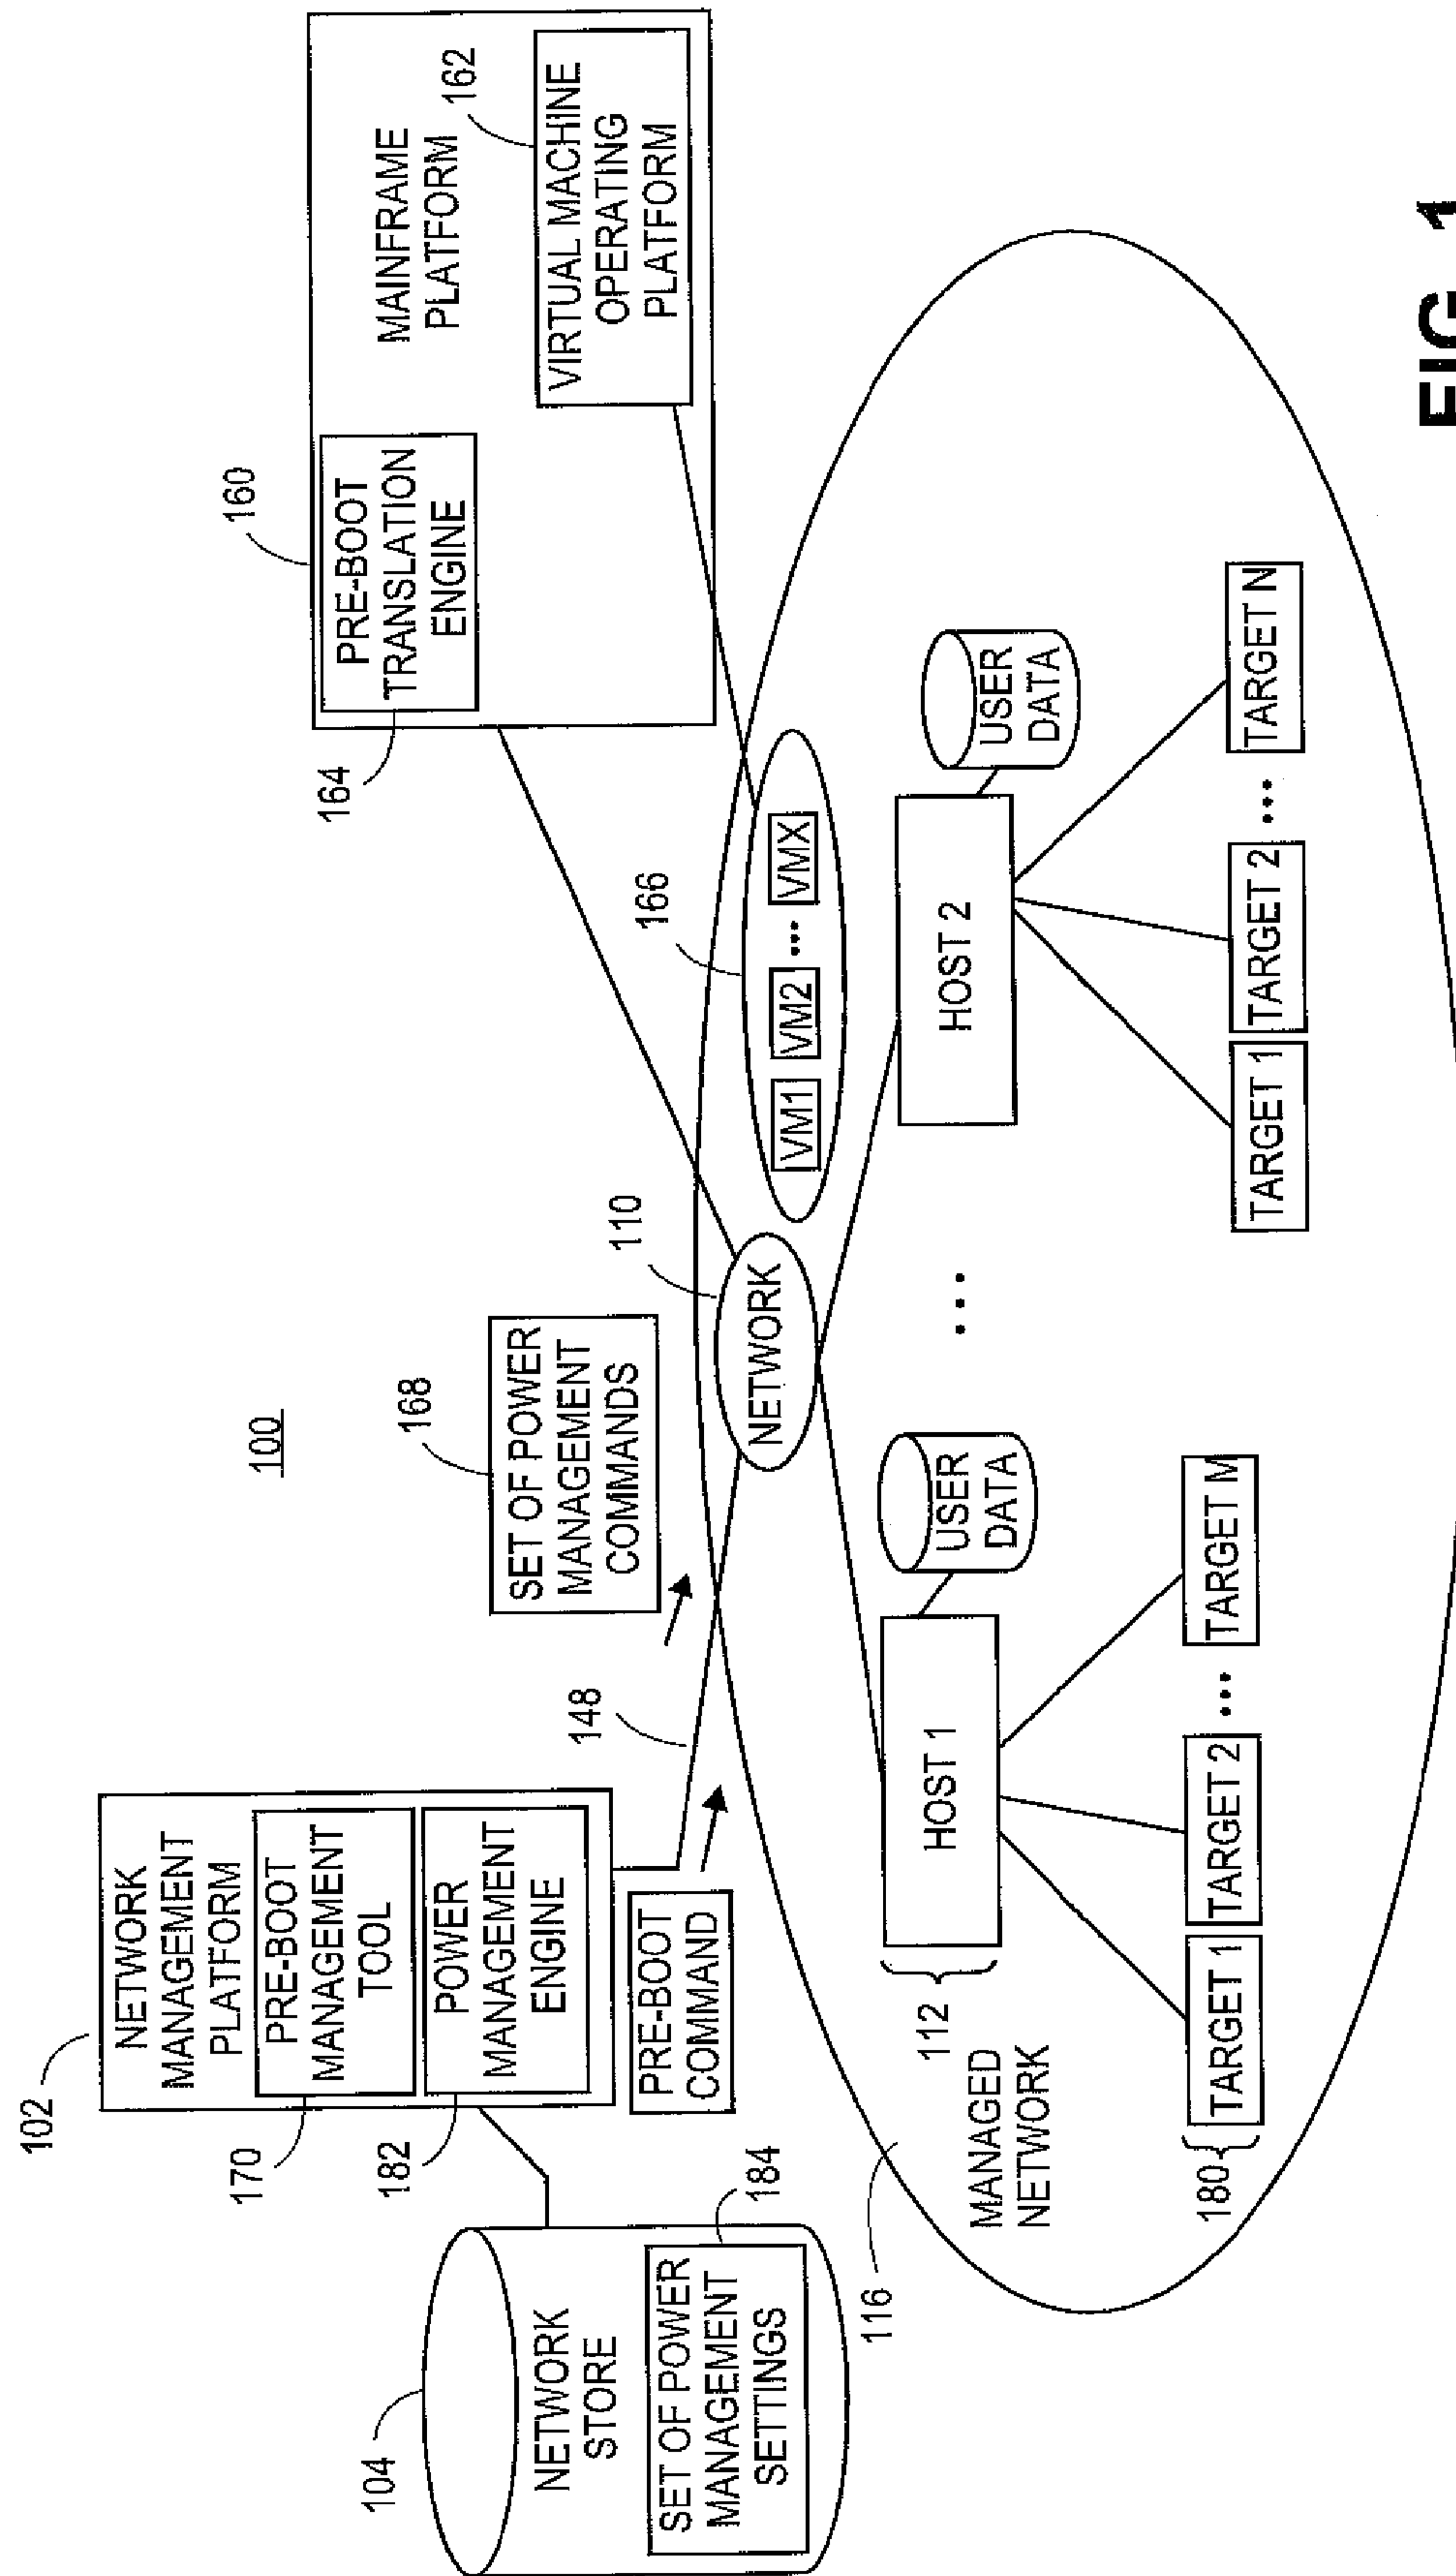 100
102
NETWORK
MANAGEMENT
PLATFORM
PRE-BOOT
MANAGEMENT
TOOL
170
POWER
MANAGEMENT
ENGINE
182
104
NETWORK
STORE
SET OF POWER
MANAGEMENT
SETTINGS
184
PRE-BOOT
COMMAND
148
SET OF POWER
MANAGEMENT
COMMANDS
168
160
PRE-BOOT
TRANSLATION
ENGINE
164
MAINFRAME
PLATFORM
162
VIRTUAL MACHINE
OPERATING
PLATFORM
110
NETWORK
166
VM1 VM2 ... VMX
116
MANAGED
NETWORK
112
HOST 1
USER
DATA
...
HOST 2
USER
DATA
180
TARGET 1 TARGET 2 ... TARGET M
TARGET 1 TARGET 2 ... TARGET N
FIG. 1